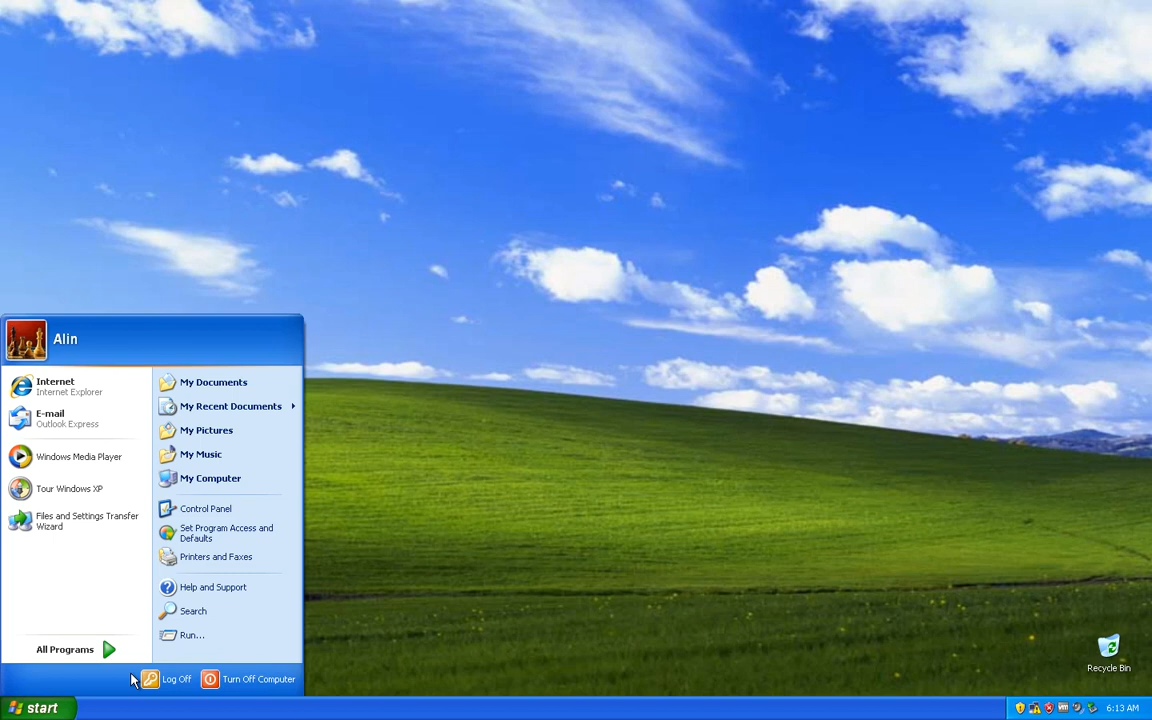 Alin
Internet
Internet Explorer
E-mail
Outlook Express
Windows Media Player
Tour Windows XP
Files and Settings Transfer
Wizard
All Programs
My Documents
My Recent Documents
My Pictures
My Music
My Computer
Control Panel
Set Program Access and
Defaults
Printers and Faxes
Help and Support
Search
Run...
Log Off
Turn Off Computer
Recycle Bin
start
6:13 AM